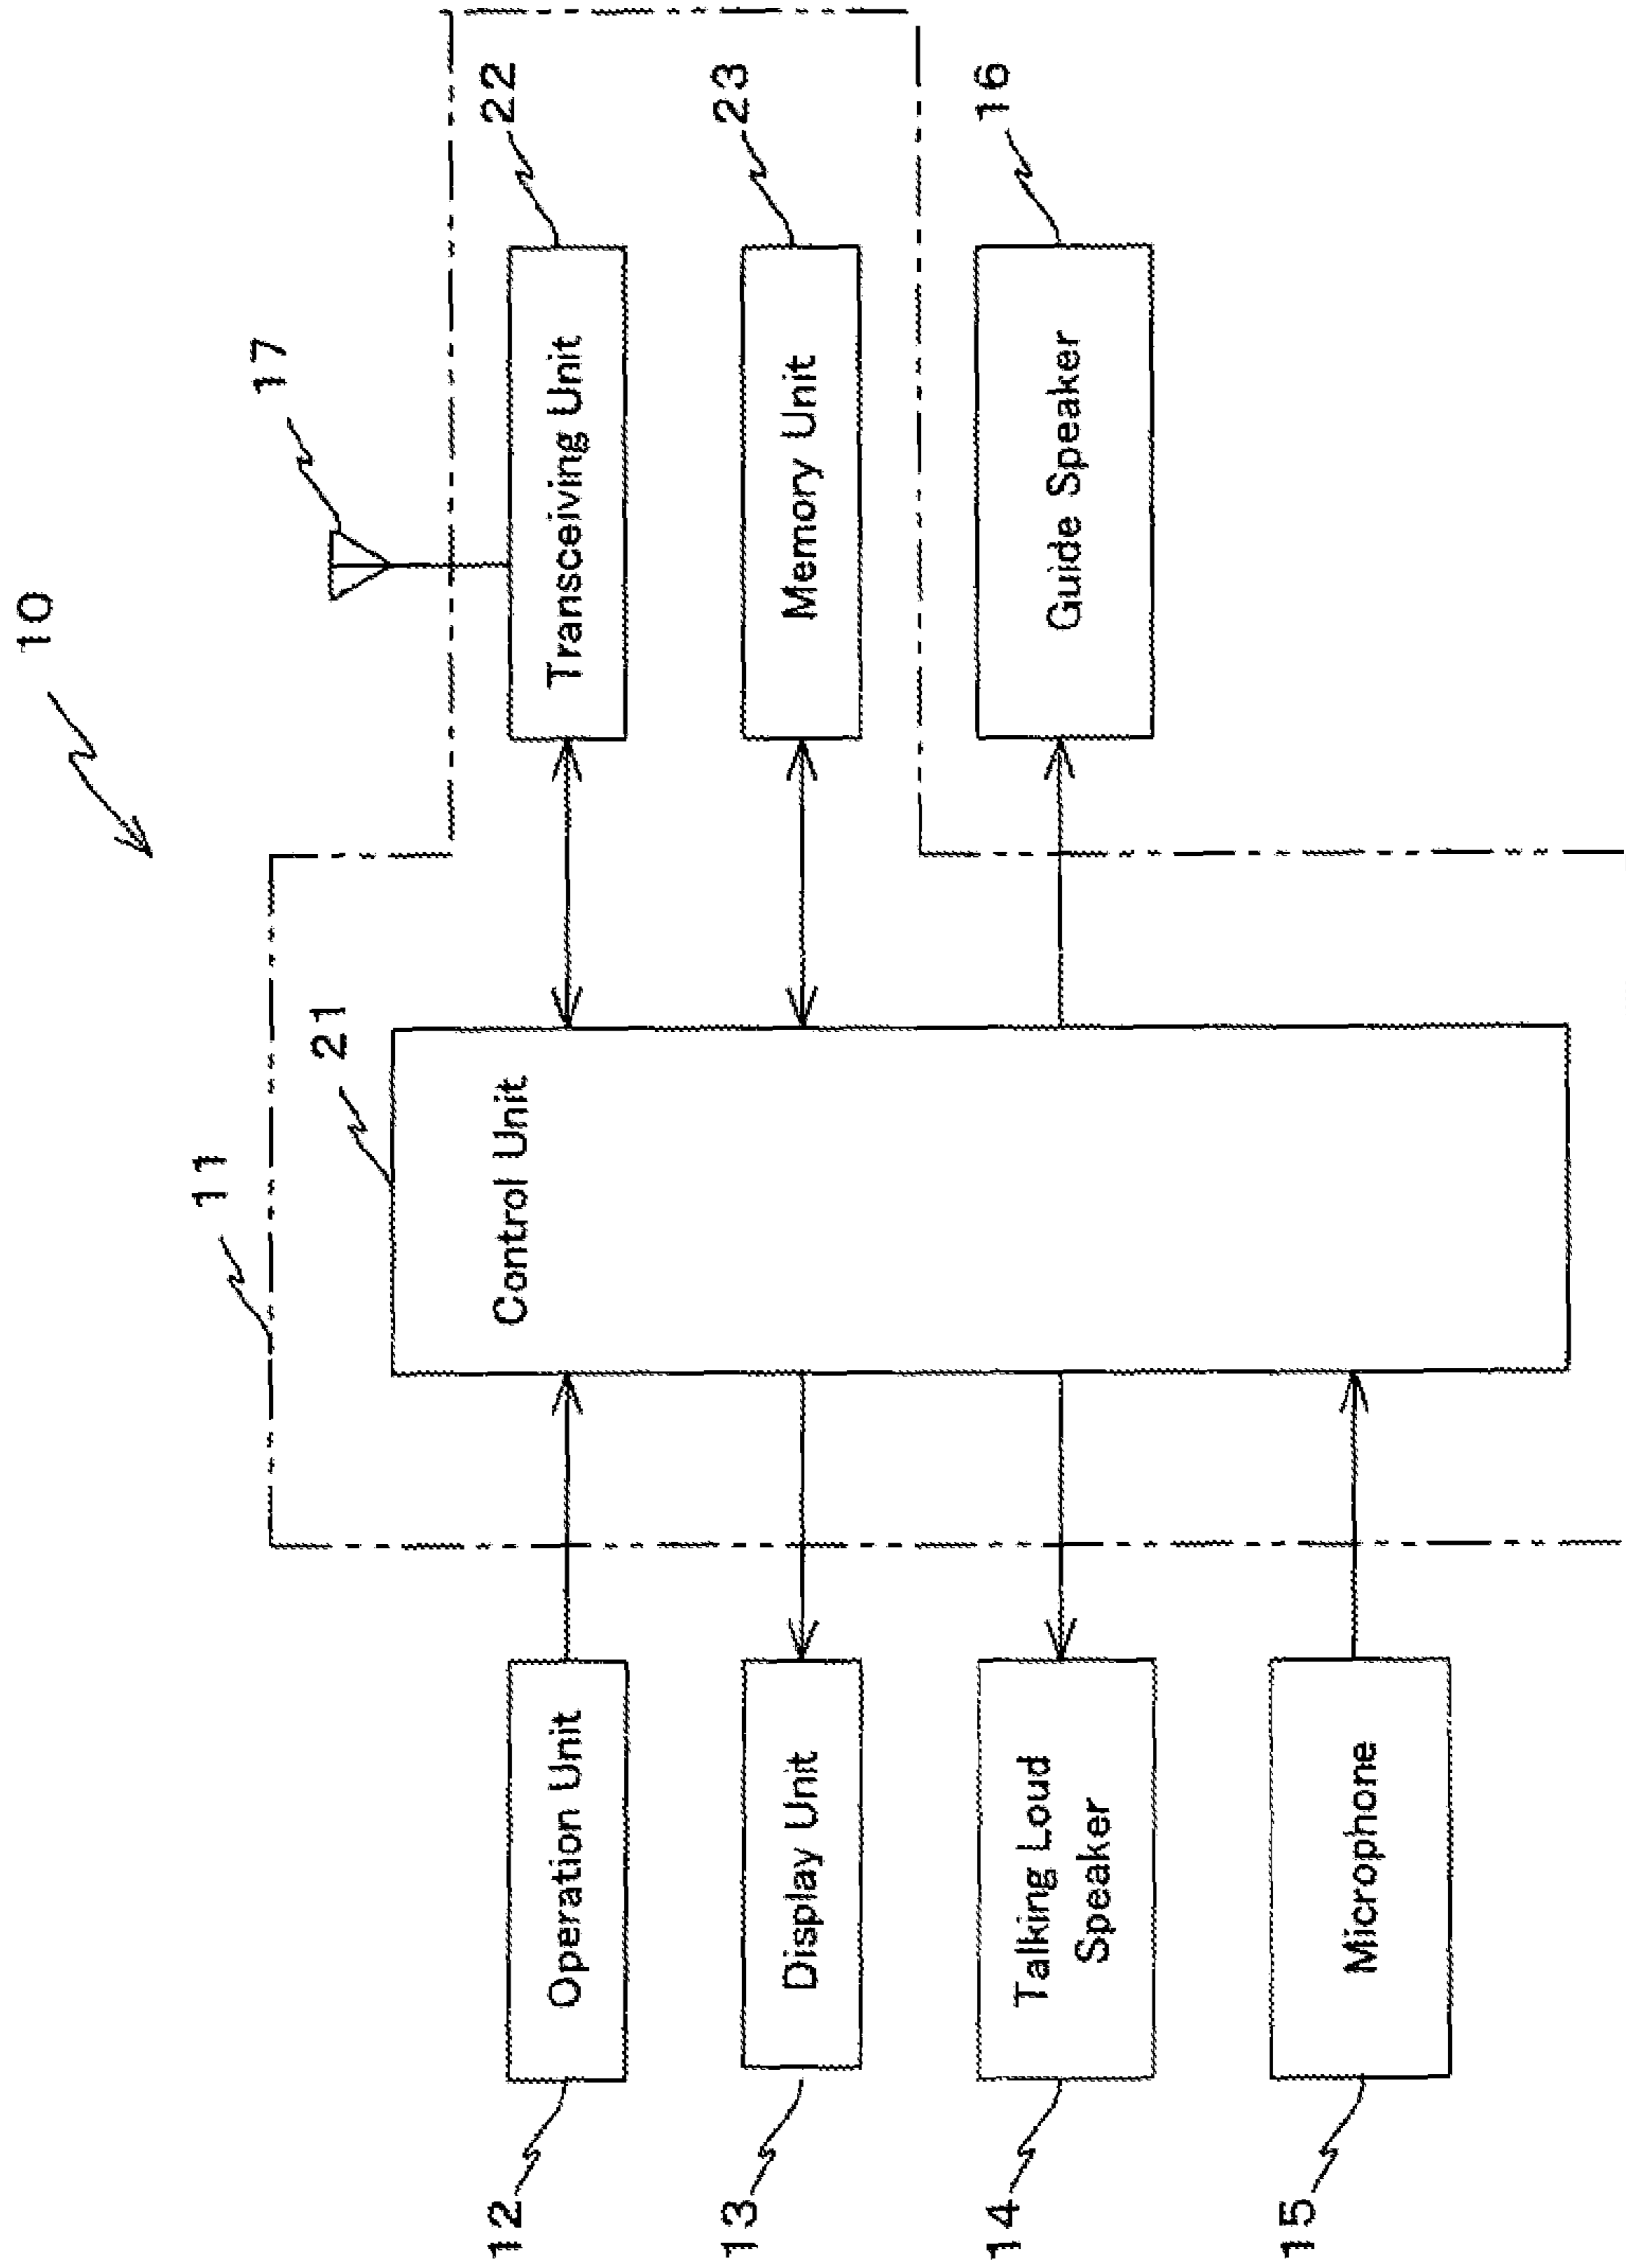 10
11
17
21
22
12
Operation Unit
Control Unit
Transceiving Unit
13
Display Unit
Memory Unit
23
14
Talking Loud
Speaker
Guide Speaker
16
15
Microphone